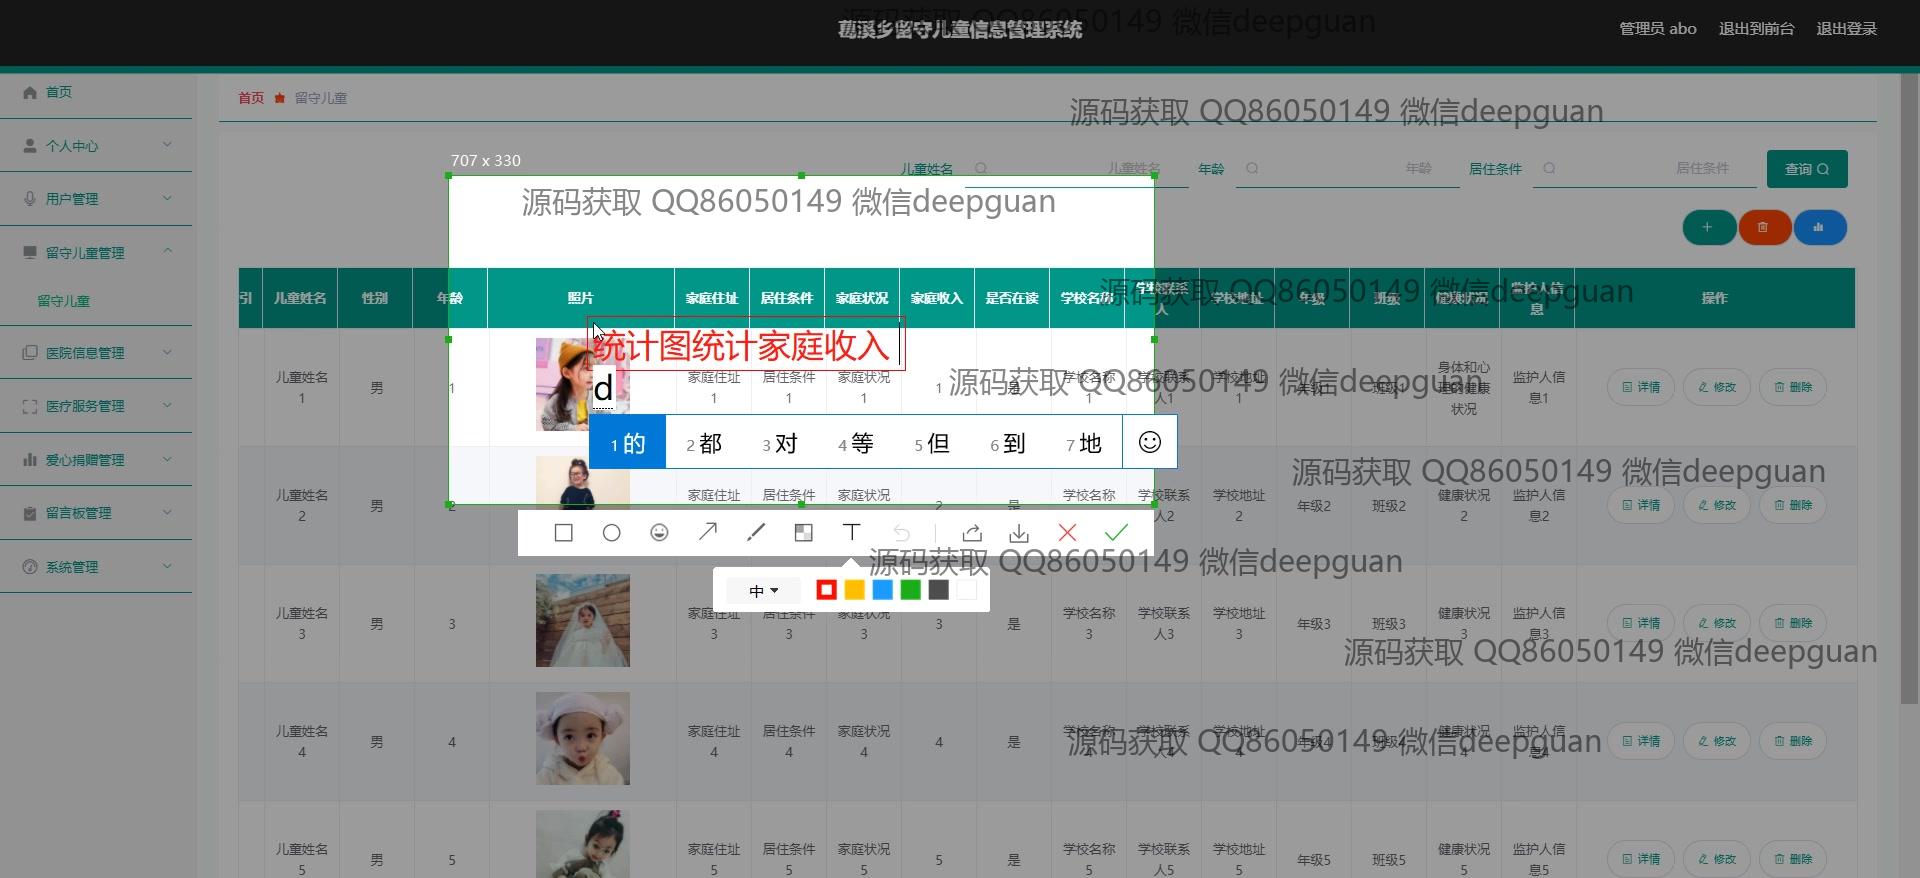 葛溪乡留守儿童信息管理系统
管理员 abo
退出到前台
退出登录
源码获取 QQ86050149 微信deepguan
首页
个人中心
用户管理
留守儿童管理
留守儿童
医院信息管理
医疗服务管理
爱心捐赠管理
留言板管理
系统管理
首页 留守儿童
源码获取 QQ86050149 微信deepguan
707 x 330
儿童姓名 儿童姓名 年龄 年龄 居住条件 居住条件 查询
源码获取 QQ86050149 微信deepguan
源码获取 QQ86050149 微信deepguan
引 儿童姓名 性别 年龄 照片 家庭住址 居住条件 家庭状况 家庭收入 是否在读 学校名称 学校联系人 学校地址 年级 班级 健康状况 监护人信息 操作
统计图统计家庭收入
d
1 的 2 都 3 对 4 等 5 但 6 到 7 地
儿童姓名1 男 1 家庭住址1 居住条件1 家庭状况1 1 是 学校名称1 学校联系人1 学校地址1 年级1 班级1 身体和心理的健康状况 监护人信息1 详情 修改 删除
源码获取 QQ86050149 微信deepguan
源码获取 QQ86050149 微信deepguan
儿童姓名2 男 2 家庭住址 居住条件 家庭状况 2 是 学校名称 学校联系人2 学校地址2 年级2 班级2 健康状况2 监护人信息2 详情 修改 删除
源码获取 QQ86050149 微信deepguan
中
儿童姓名3 男 3 家庭住址3 居住条件3 家庭状况3 3 是 学校名称3 学校联系人3 学校地址3 年级3 班级3 健康状况3 监护人信息3 详情 修改 删除
源码获取 QQ86050149 微信deepguan
儿童姓名4 男 4 家庭住址4 居住条件4 家庭状况4 4 是 学校名称4 学校联系人4 学校地址4 年级4 班级4 健康状况4 监护人信息4 详情 修改 删除
源码获取 QQ86050149 微信deepguan
儿童姓名5 男 5 家庭住址5 居住条件5 家庭状况5 5 是 学校名称5 学校联系人5 学校地址5 年级5 班级5 健康状况5 监护人信息5 详情 修改 删除